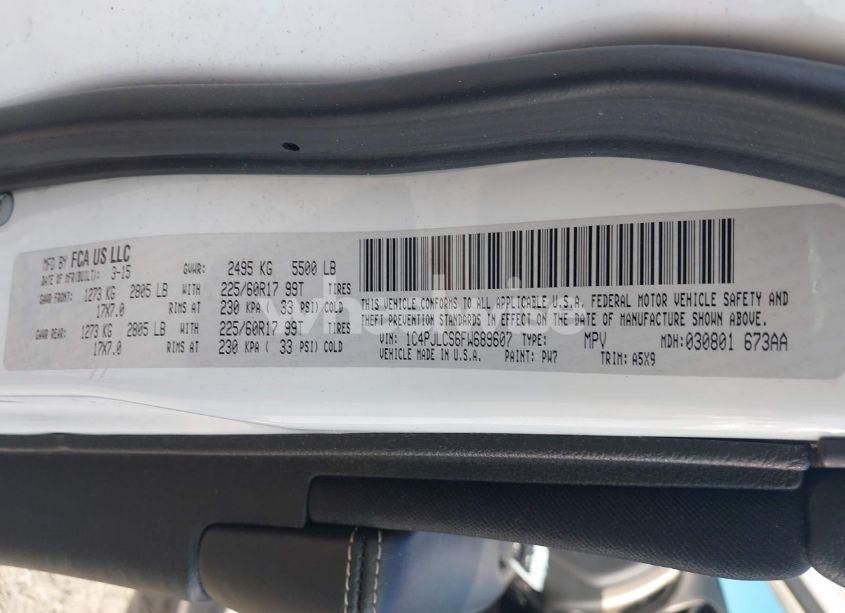 MFD BY FCA US LLC
DATE OF MFR(BUILT): 3-15 GVWR: 2495 KG 5500 LB
GAWR FRONT: 1273 KG 2805 LB WITH 225/60R17 99T TIRES
17X7.0 RIMS AT 230 KPA ( 33 PSI) COLD
GAWR REAR: 1273 KG 2805 LB WITH 225/60R17 99T TIRES
17X7.0 RIMS AT 230 KPA ( 33 PSI) COLD
THIS VEHICLE CONFORMS TO ALL APPLICABLE U.S.A. FEDERAL MOTOR VEHICLE SAFETY AND
THEFT PREVENTION STANDARDS IN EFFECT ON THE DATE OF MANUFACTURE SHOWN ABOVE.
VIN: 1C4PJLCS6FW689607 TYPE: MPV MDH: 030801 673AA
VEHICLE MADE IN U.S.A. PAINT: PW7 TRIM: A5X9